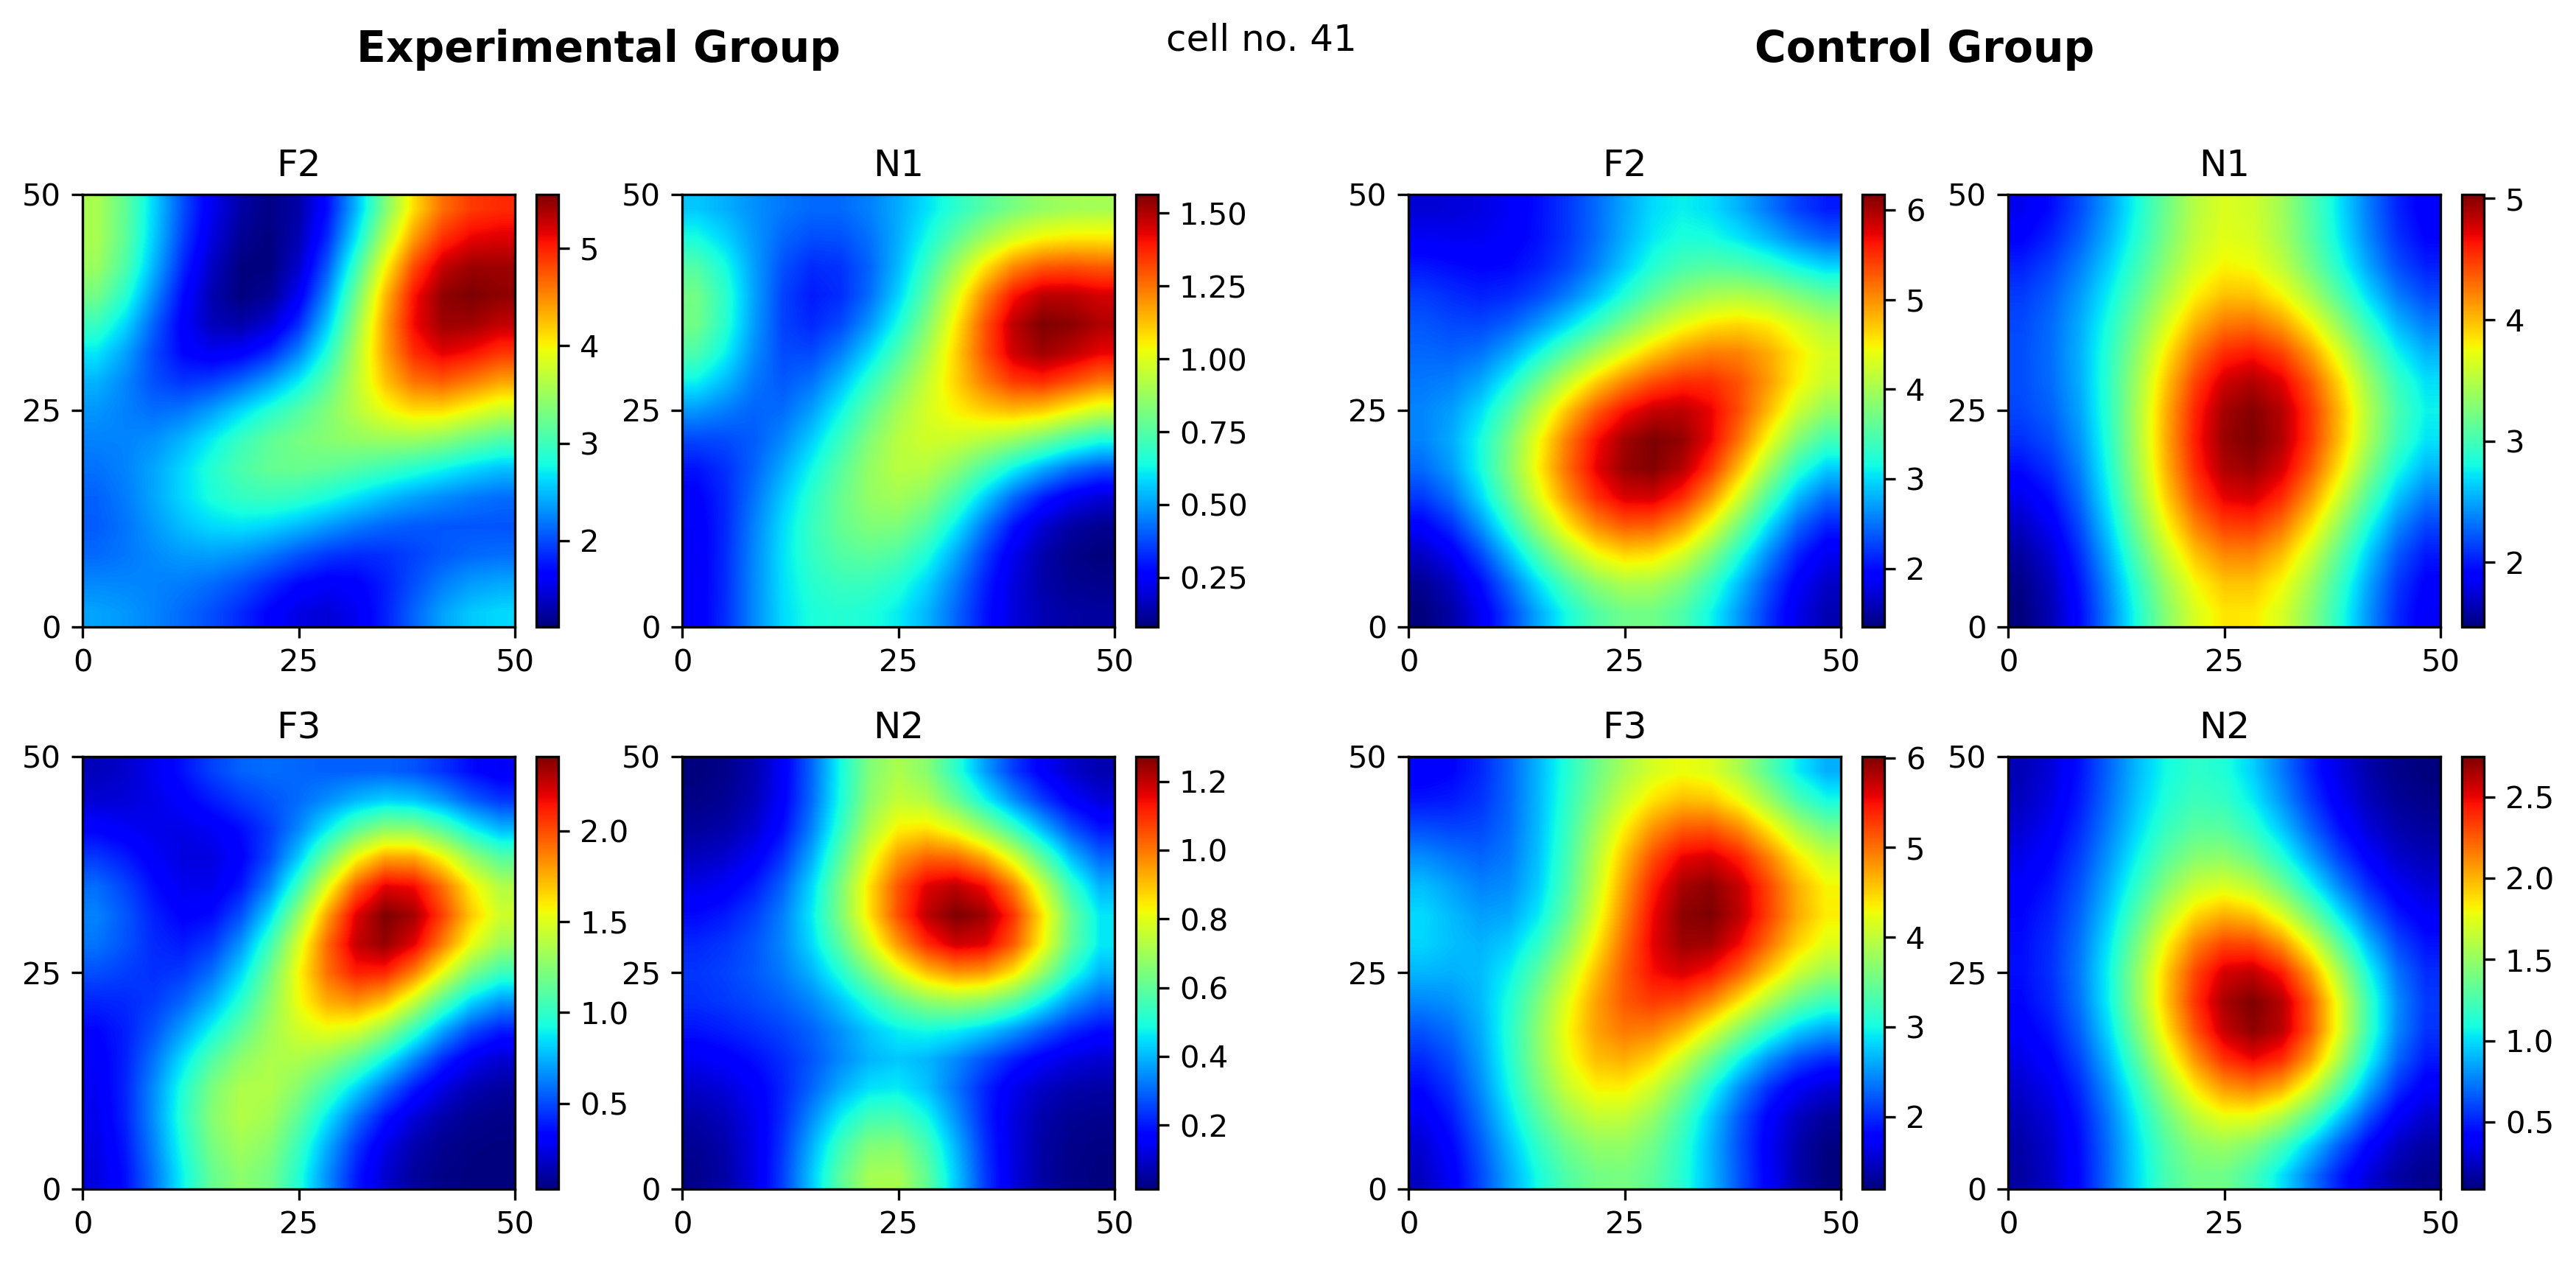 Experimental Group cell no. 41 Control Group
F2 N1 F2 N1
50 50 50 50
5 1.50 6 5
1.25 5
4 1.00 4 4
25 25 25 25
3 0.75 3 3
0.50
2 0.25 2 2
0 0 0 0
0 25 50 0 25 50 0 25 50 0 25 50
F3 N2 F3 N2
50 50 50 50
1.2 6 2.5
2.0 1.0 5 2.0
1.5 0.8 4 1.5
25 25 25 25
1.0 0.6 3 1.0
0.4
0.5 0.2 2 0.5
0 0 0 0
0 25 50 0 25 50 0 25 50 0 25 50